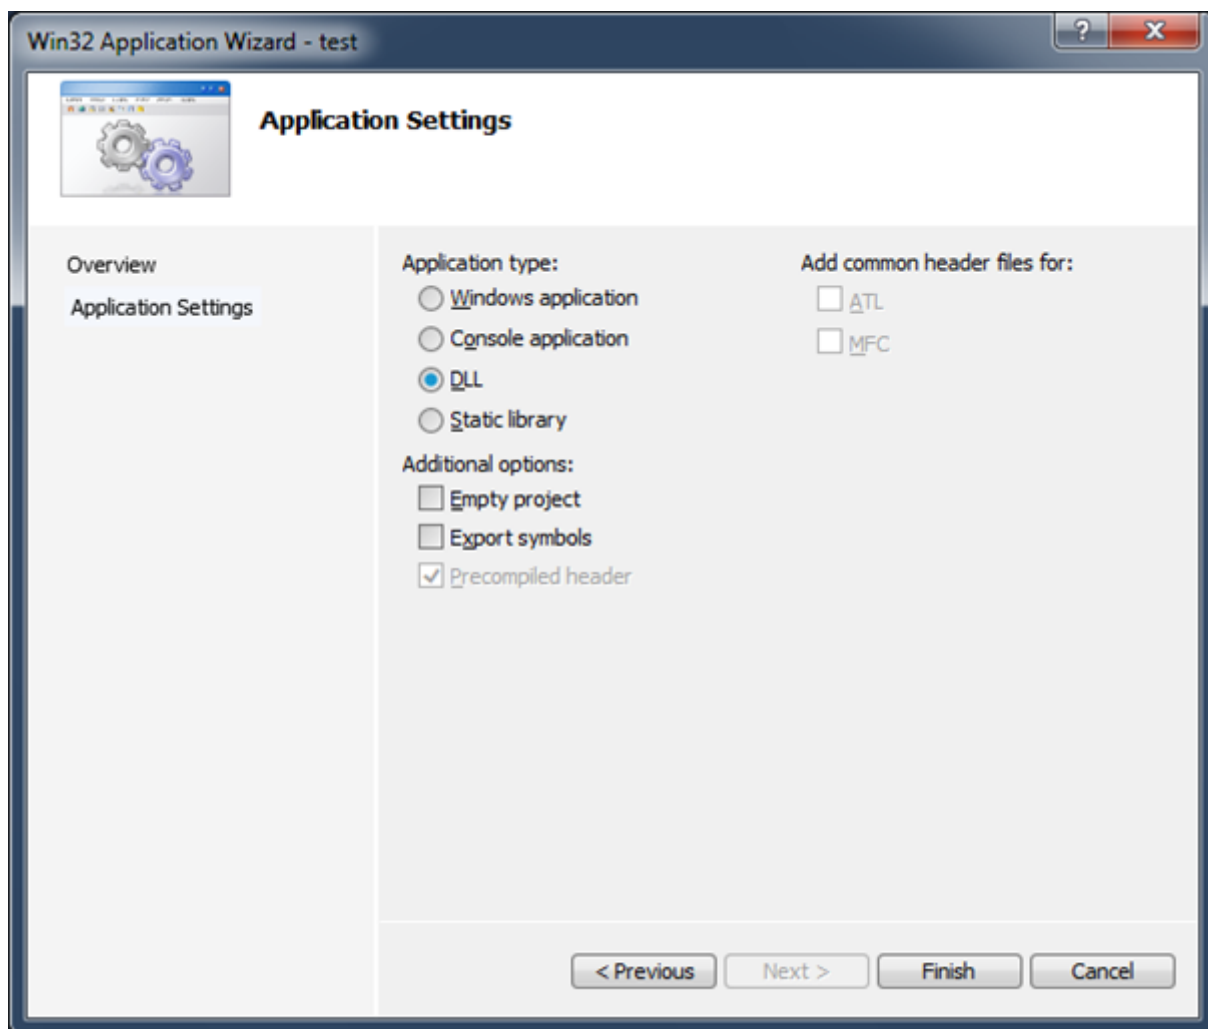 Win32 Application Wizard - test
?
Application Settings
Overview
Application Settings
Application type:
Windows application
Console application
DLL
Static library
Additional options:
Empty project
Export symbols
Precompiled header
Add common header files for:
ATL
MFC
< Previous
Next >
Finish
Cancel